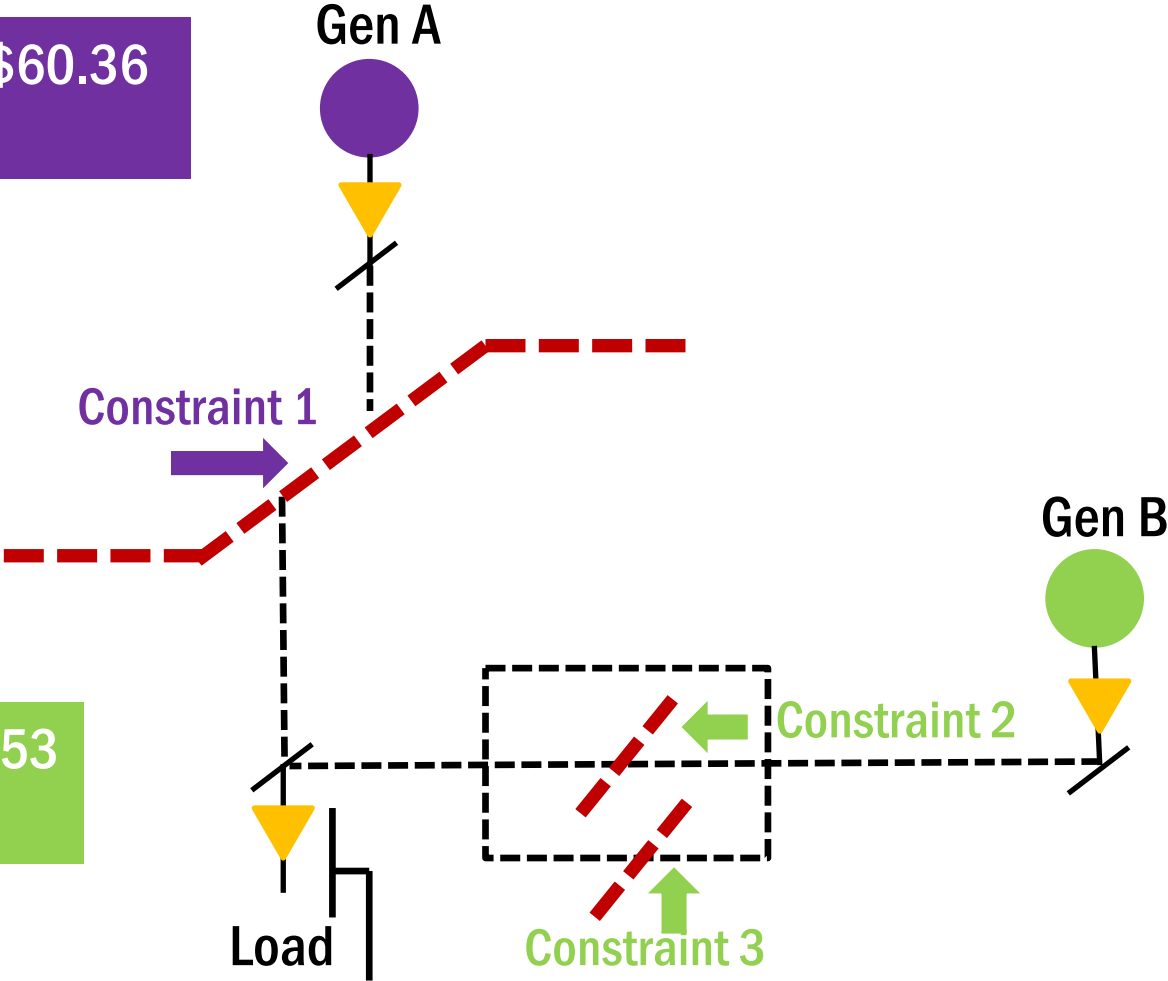 Gen A
$60.36
Constraint 1
Gen B
53
Constraint 2
Load
Constraint 3